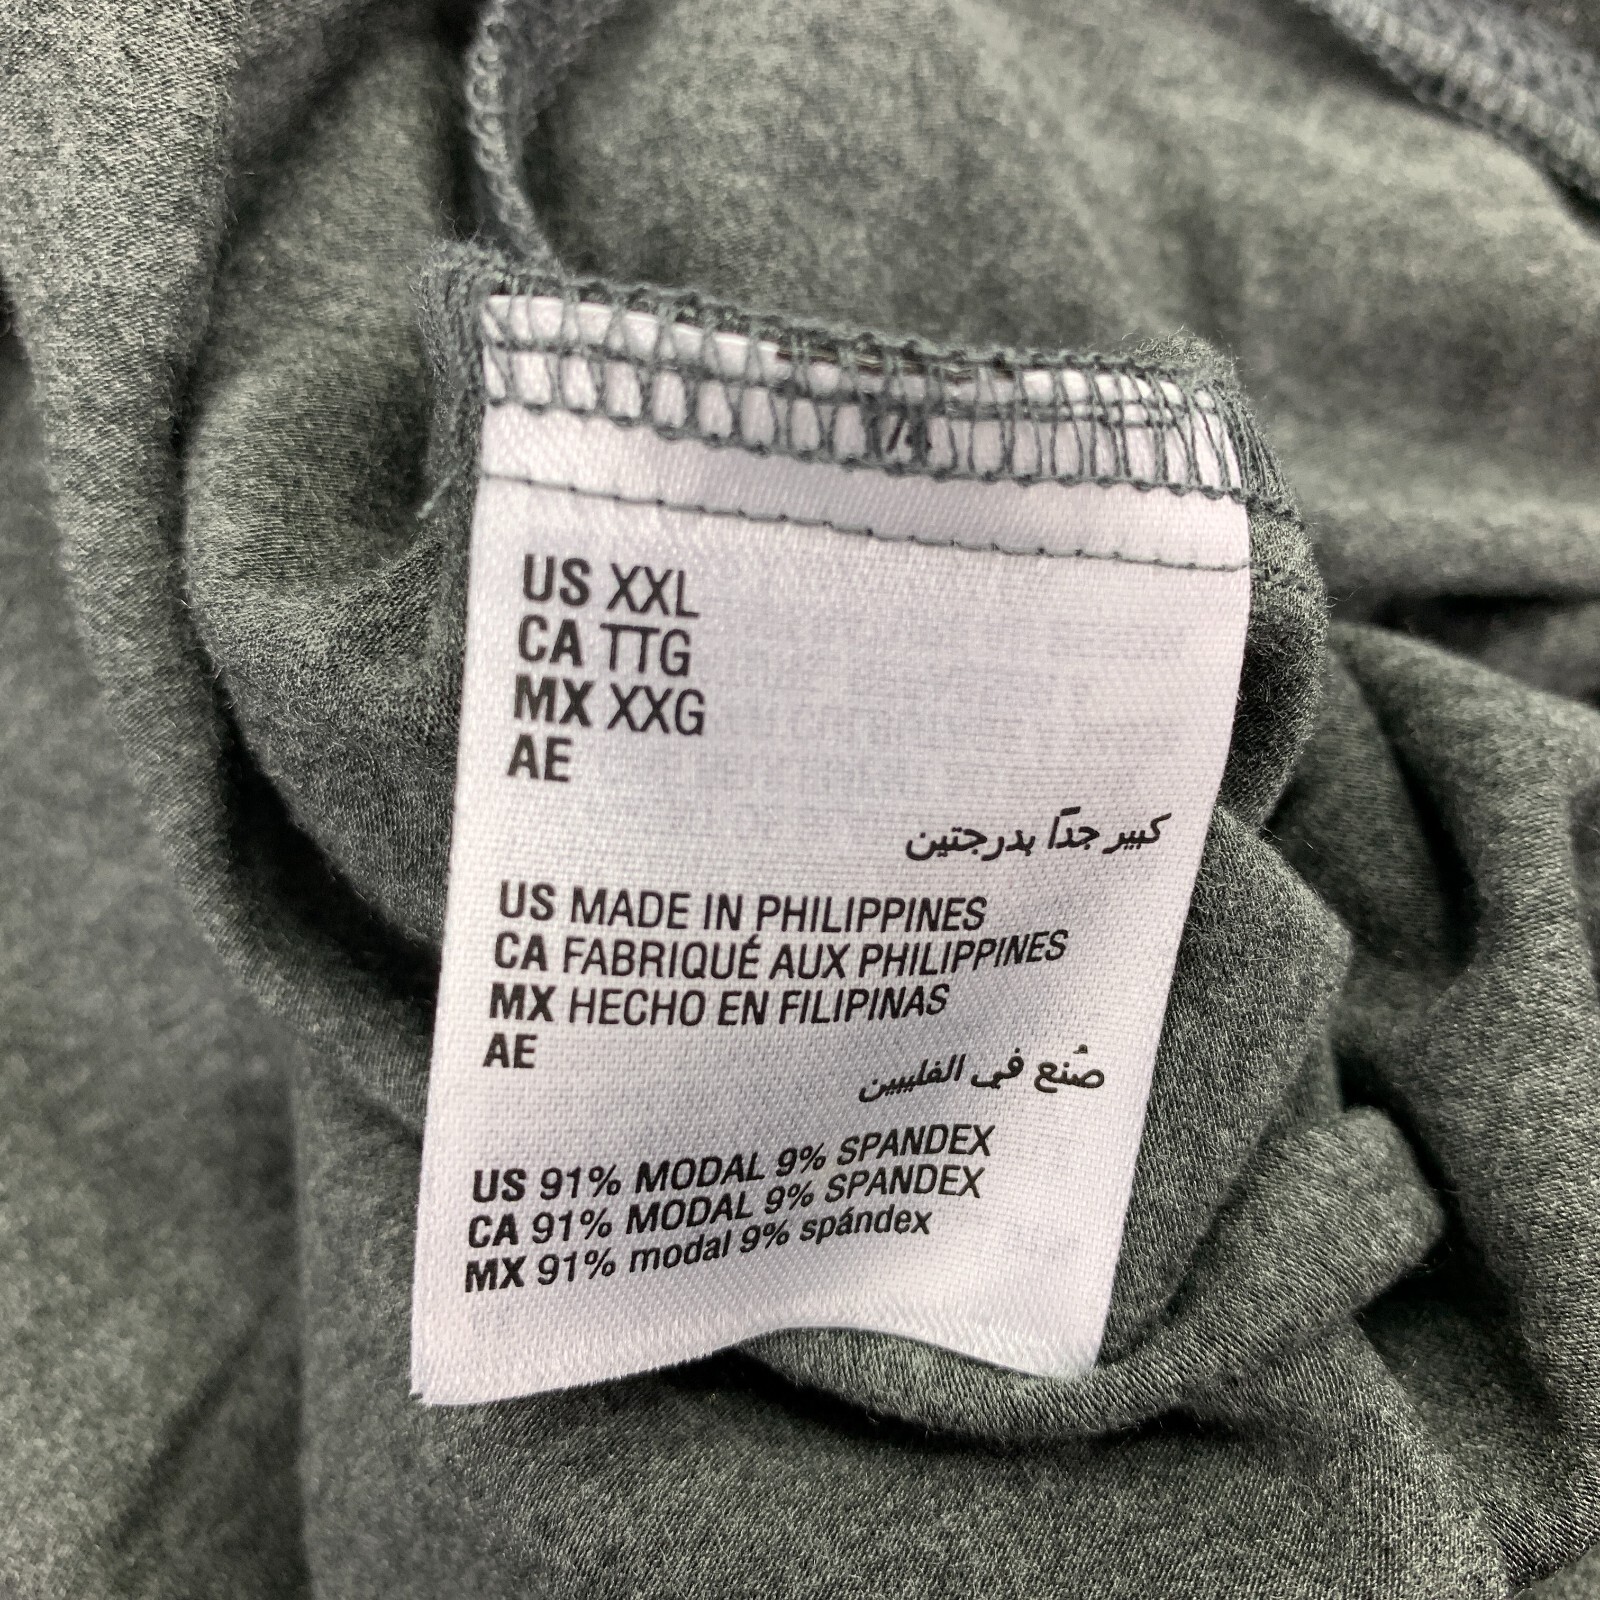 US XXL
CA TTG
MX XXG
AE
كبير جدًا بدرجتين
US MADE IN PHILIPPINES
CA FABRIQUÉ AUX PHILIPPINES
MX HECHO EN FILIPINAS
AE
صُنع في الفليبين
US 91% MODAL 9% SPANDEX
CA 91% MODAL 9% SPANDEX
MX 91% modal 9% spándex